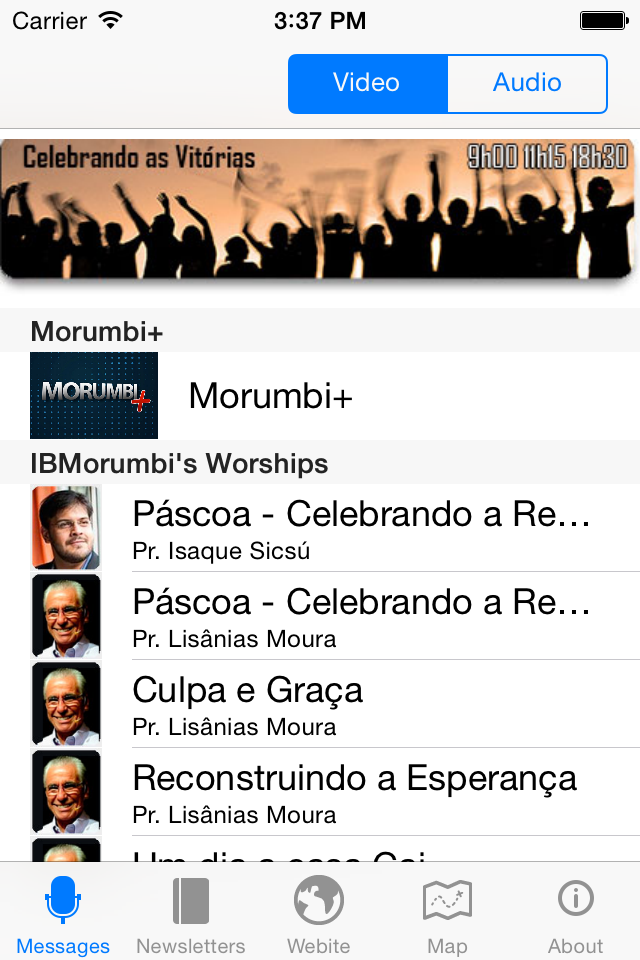 Carrier 3:37 PM
Video Audio
Celebrando as Vitórias 9h00 11h15 18h30
Morumbi+
MORUMBI+ Morumbi+
IBMorumbi's Worships
Páscoa - Celebrando a Re…
Pr. Isaque Sicsú
Páscoa - Celebrando a Re…
Pr. Lisânias Moura
Culpa e Graça
Pr. Lisânias Moura
Reconstruindo a Esperança
Pr. Lisânias Moura
Messages Newsletters Webite Map About